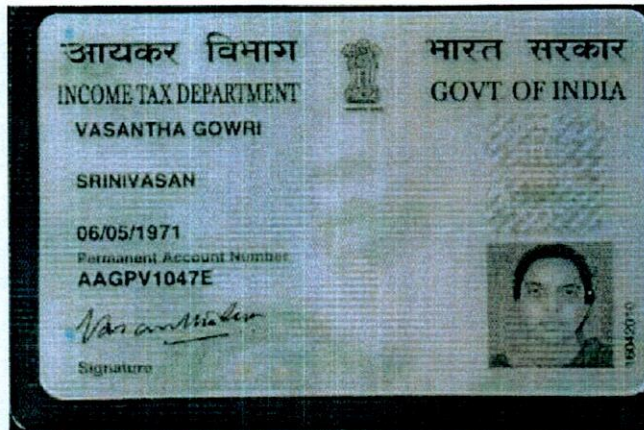 आयकर विभाग
भारत सरकार
INCOME TAX DEPARTMENT
GOVT OF INDIA
VASANTHA GOWRI
SRINIVASAN
06/05/1971
Permanent Account Number
AAGPV1047E
Signature
16042010